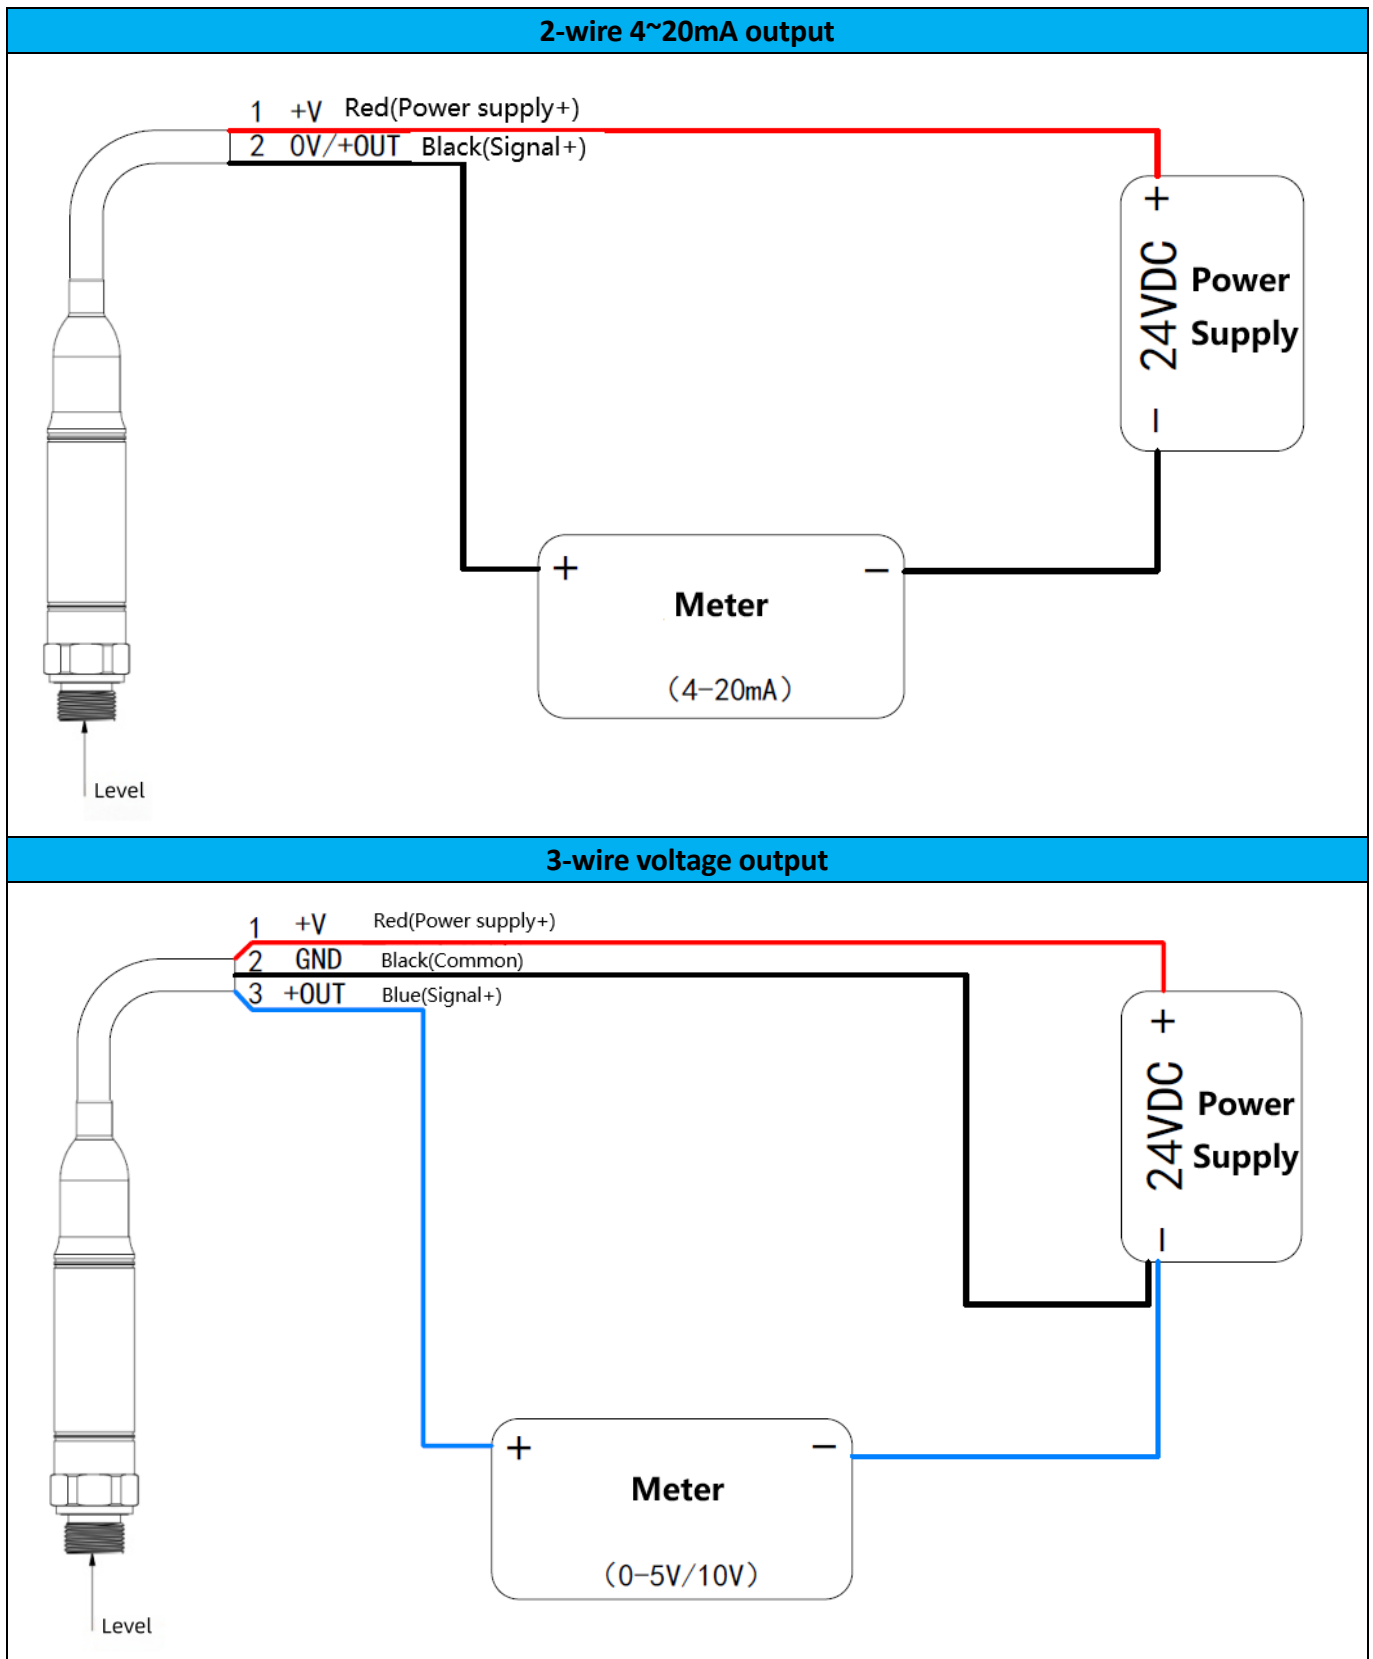 2-wire 4~20mA output
1 +V Red(Power supply+)
2 0V/+OUT Black(Signal+)
+
24VDC
Power
Supply
−
+ −
Meter
(4-20mA)
Level
3-wire voltage output
1 +V Red(Power supply+)
2 GND Black(Common)
3 +OUT Blue(Signal+)
+
24VDC
Power
Supply
−
+ −
Meter
(0-5V/10V)
Level